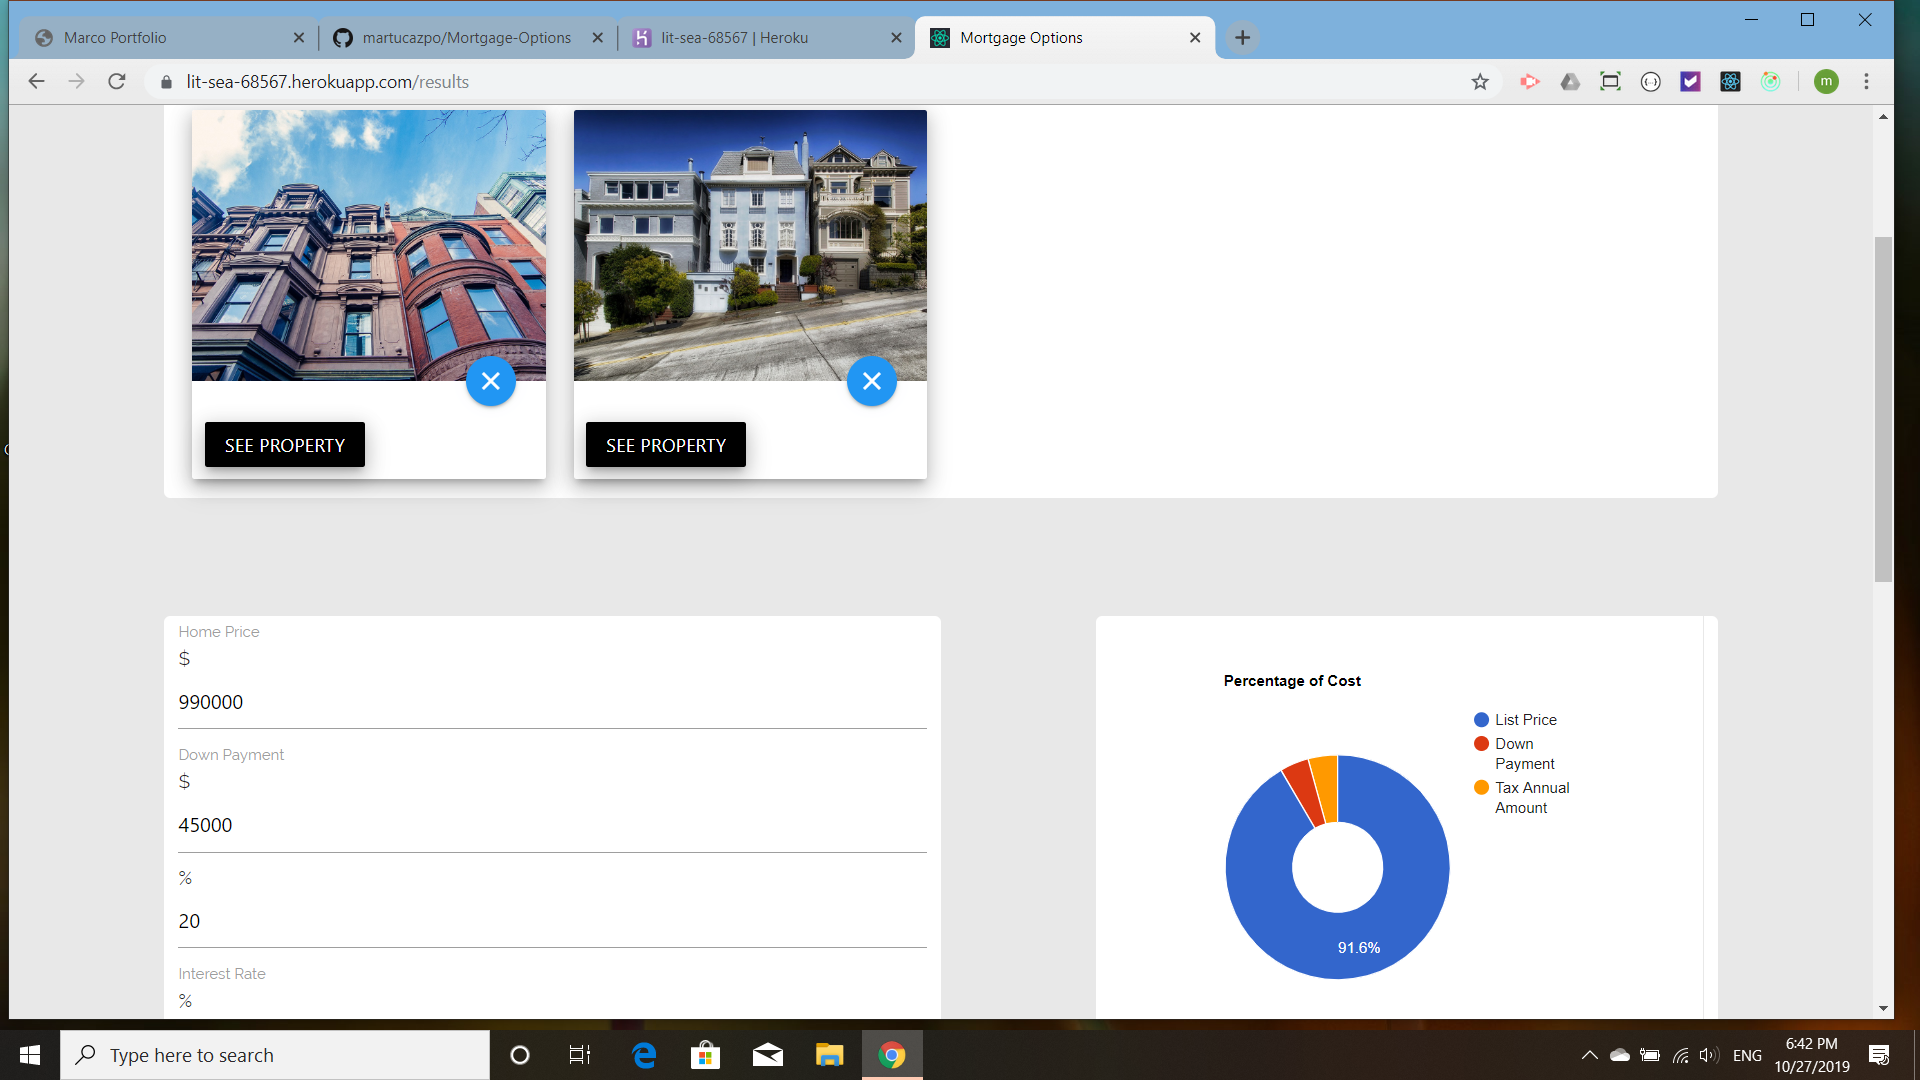 Marco Portfolio
martucazpo/Mortgage-Options
lit-sea-68567 | Heroku
Mortgage Options
lit-sea-68567.herokuapp.com/results
m
SEE PROPERTY
SEE PROPERTY
Home Price
$
990000
Down Payment
$
45000
%
20
Interest Rate
%
Percentage of Cost
List Price
Down
Payment
Tax Annual
Amount
91.6%
Type here to search
ENG
6:42 PM
10/27/2019